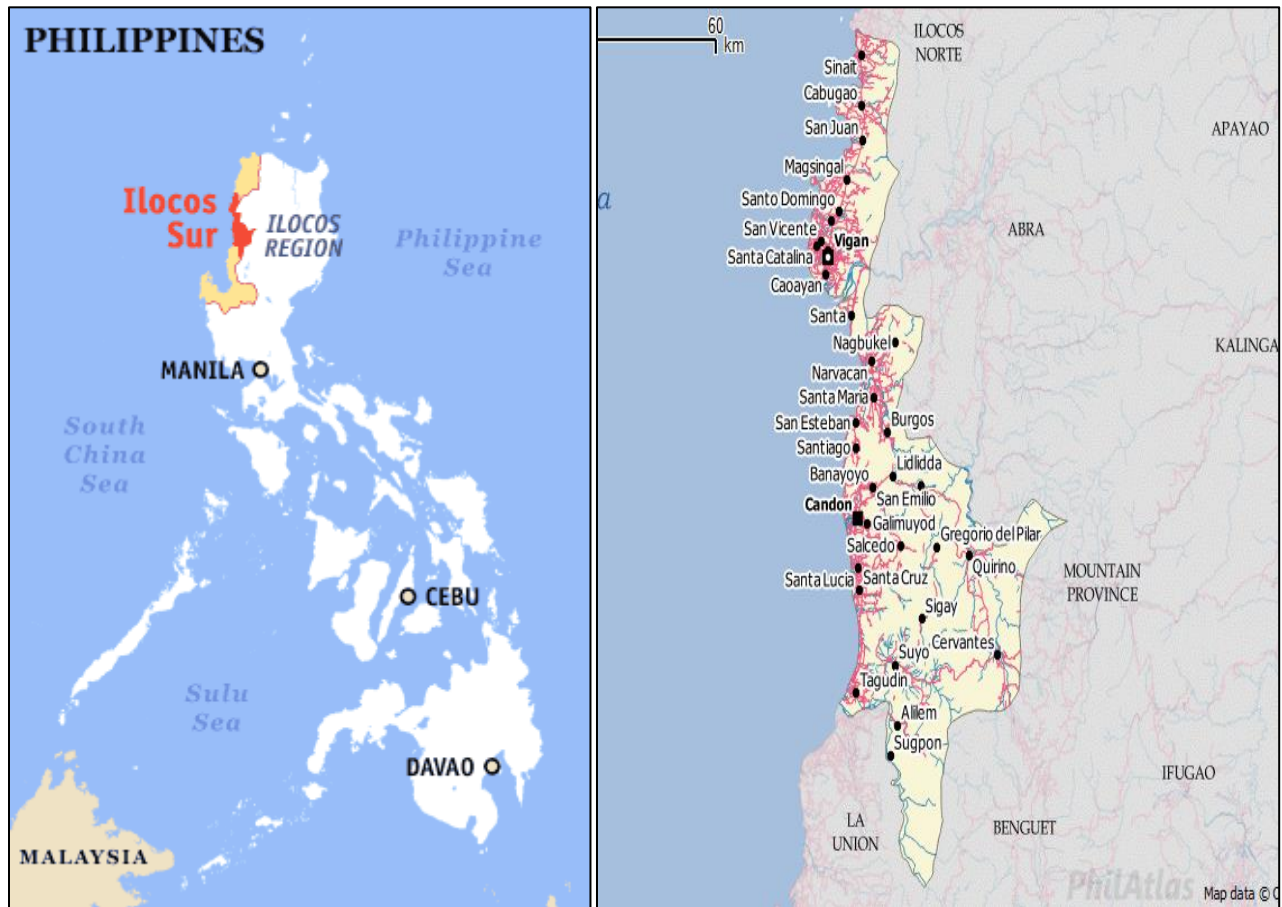 PHILIPPINES
Ilocos
Sur
ILOCOS
REGION
Philippine
Sea
MANILA
South
China
Sea
CEBU
Sulu
Sea
DAVAO
MALAYSIA
60
km
ILOCOS
NORTE
Sinait
Cabugao
San Juan
APAYAO
Magsingal
a
Santo Domingo
San Vicente
Vigan
ABRA
Santa Catalina
Caoayan
Santa
Nagbukel
KALINGA
Narvacan
Santa Maria
San Esteban
Burgos
Santiago
Lidlidda
Banayoyo
San Emilio
Candon
Galimuyod
Gregorio del Pilar
Salcedo
Quirino
MOUNTAIN
PROVINCE
Santa Lucia
Santa Cruz
Sigay
Cervantes
Suyo
Tagudin
Alilem
Sugpon
IFUGAO
LA
UNION
BENGUET
PhilAtlas
Map data ©